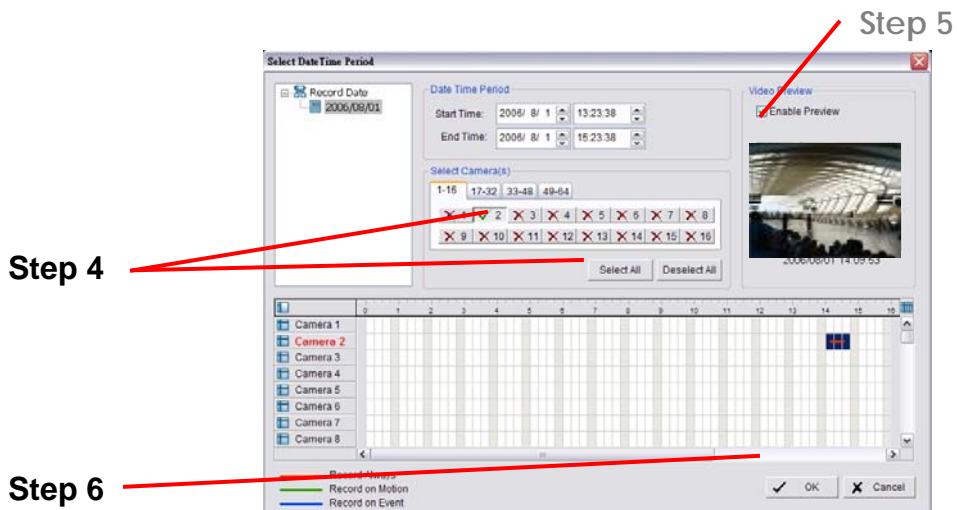 Step 5
Select DateTime Period
Record Date
2006/08/01
Date Time Period
Start Time: 2006/ 8/ 1 13:23:38
End Time: 2006/ 8/ 1 15:23:38
Video Preview
Enable Preview
Select Camera(s)
1-16 17-32 33-48 49-64
1 2 3 4 5 6 7 8
9 10 11 12 13 14 15 16
Select All Deselect All
2006/08/01 14:09:53
Step 4
0 1 2 3 4 5 6 7 8 9 10 11 12 13 14 15 16
Camera 1
Camera 2
Camera 3
Camera 4
Camera 5
Camera 6
Camera 7
Camera 8
Step 6
Record Always
Record on Motion
Record on Event
OK Cancel